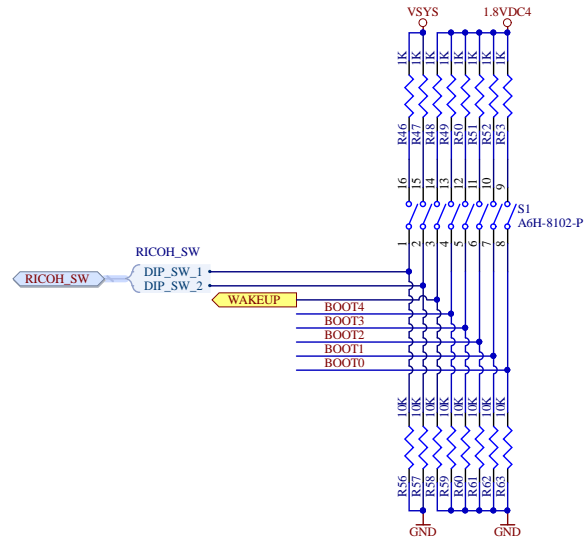 VSYS 1.8VDC4
1K 1K 1K 1K 1K 1K 1K 1K
R46 R47 R48 R49 R50 R51 R52 R53
16 15 14 13 12 11 10 9
S1
A6H-8102-P
1 2 3 4 5 6 7 8
RICOH_SW
RICOH_SW DIP_SW_1
DIP_SW_2
WAKEUP
BOOT4
BOOT3
BOOT2
BOOT1
BOOT0
10K 10K 10K 10K 10K 10K 10K 10K
R56 R57 R58 R59 R60 R61 R62 R63
GND GND